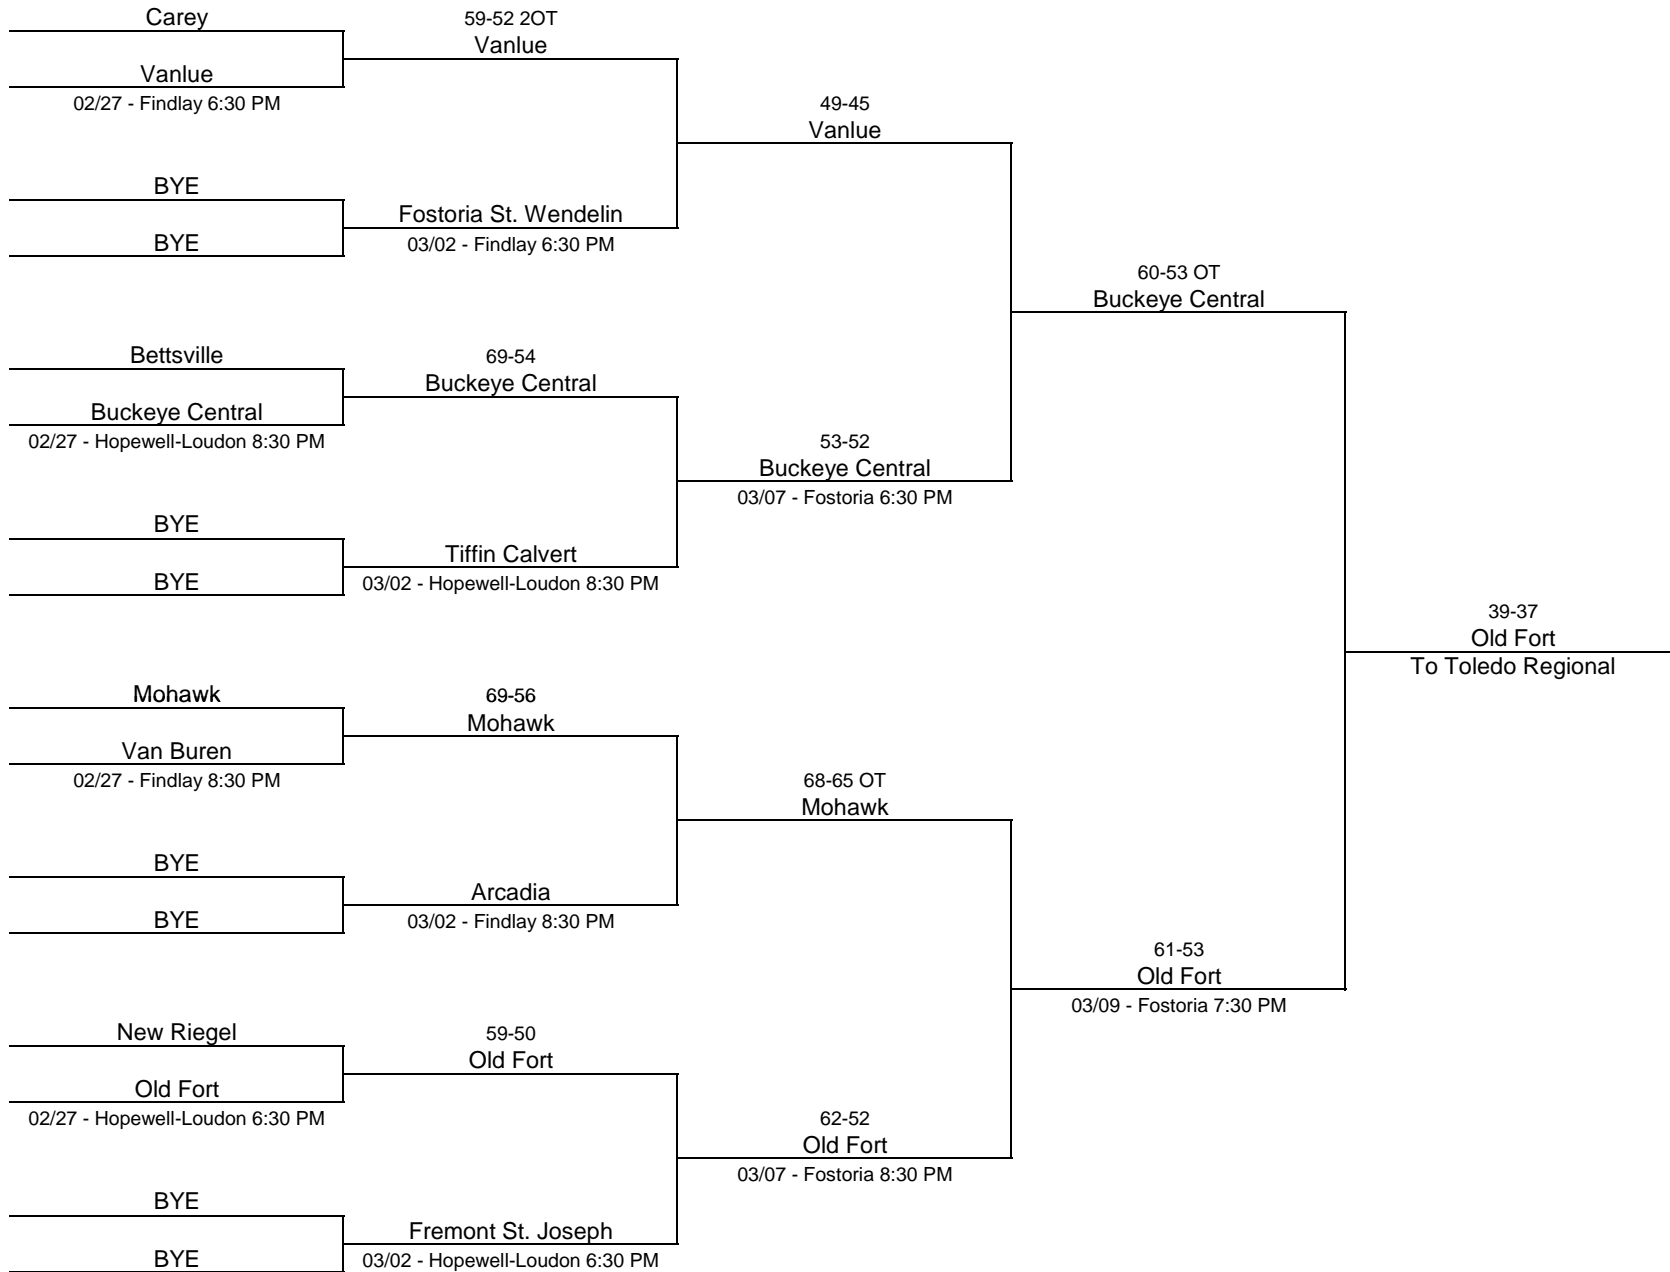 Carey
59-52 2OT
Vanlue
Vanlue
02/27 - Findlay 6:30 PM
49-45
Vanlue
BYE
Fostoria St. Wendelin
BYE
03/02 - Findlay 6:30 PM
60-53 OT
Buckeye Central
Bettsville
69-54
Buckeye Central
Buckeye Central
02/27 - Hopewell-Loudon 8:30 PM
53-52
Buckeye Central
03/07 - Fostoria 6:30 PM
BYE
Tiffin Calvert
BYE
03/02 - Hopewell-Loudon 8:30 PM
39-37
Old Fort
To Toledo Regional
Mohawk
69-56
Mohawk
Van Buren
02/27 - Findlay 8:30 PM
68-65 OT
Mohawk
BYE
Arcadia
BYE
03/02 - Findlay 8:30 PM
61-53
Old Fort
03/09 - Fostoria 7:30 PM
New Riegel
59-50
Old Fort
Old Fort
02/27 - Hopewell-Loudon 6:30 PM
62-52
Old Fort
03/07 - Fostoria 8:30 PM
BYE
Fremont St. Joseph
BYE
03/02 - Hopewell-Loudon 6:30 PM